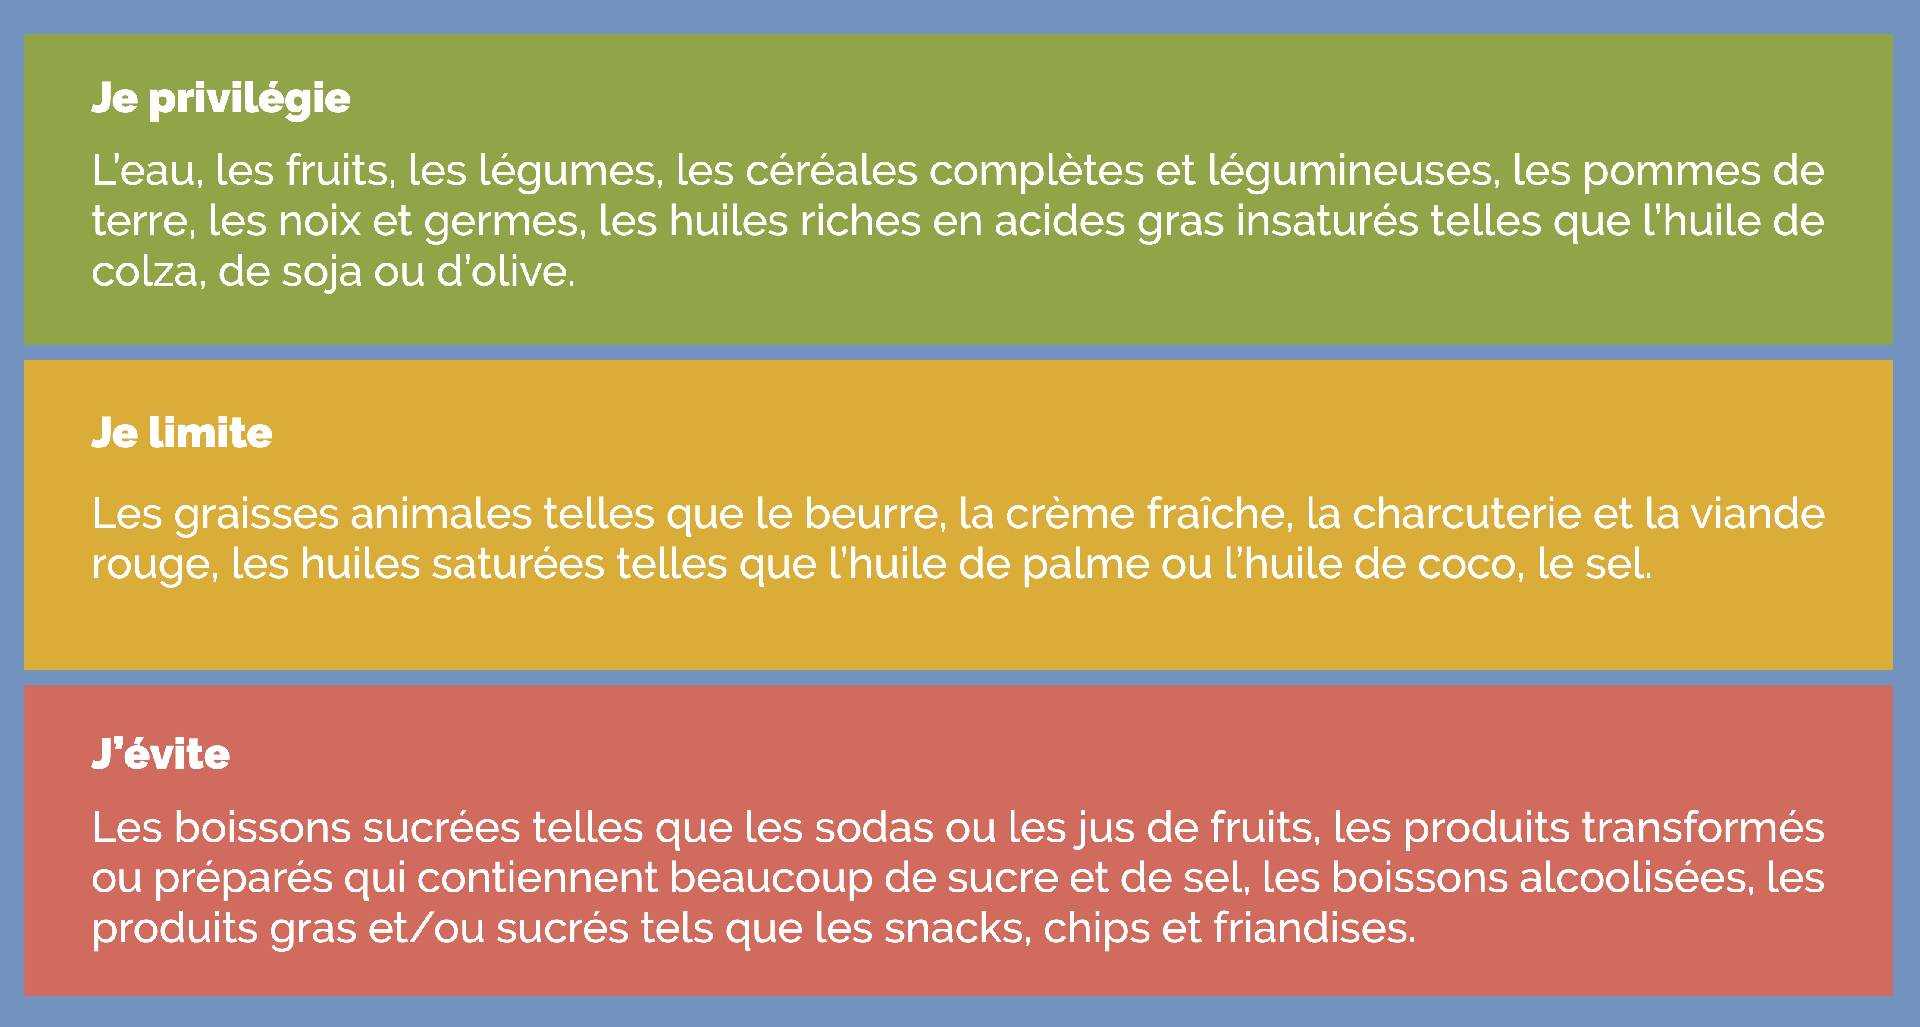 Je privilégie
L’eau, les fruits, les légumes, les céréales complètes et légumineuses, les pommes de
terre, les noix et germes, les huiles riches en acides gras insaturés telles que l’huile de
colza, de soja ou d’olive.
Je limite
Les graisses animales telles que le beurre, la crème fraîche, la charcuterie et la viande
rouge, les huiles saturées telles que l’huile de palme ou l’huile de coco, le sel.
J’évite
Les boissons sucrées telles que les sodas ou les jus de fruits, les produits transformés
ou préparés qui contiennent beaucoup de sucre et de sel, les boissons alcoolisées, les
produits gras et/ou sucrés tels que les snacks, chips et friandises.